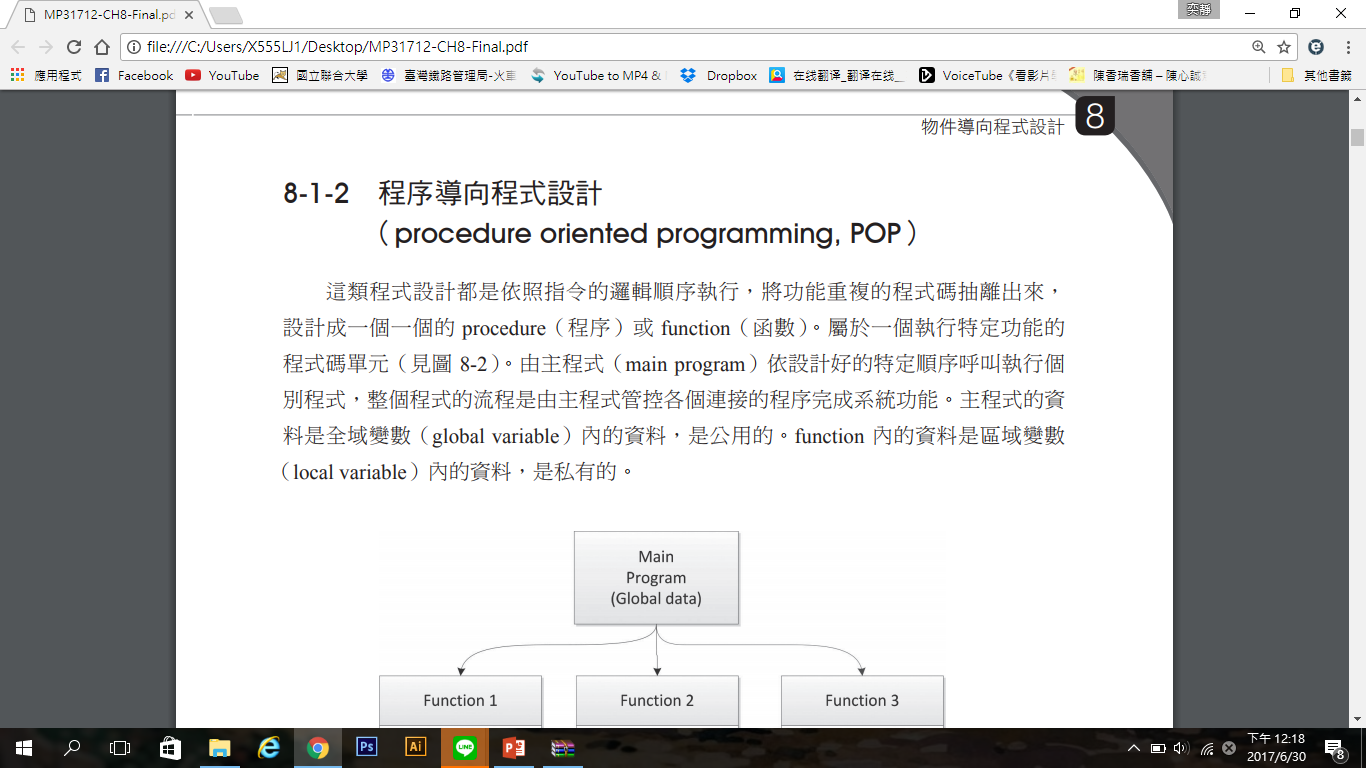 MP31712-CH8-Final.pd
奕靜
file:///C:/Users/X555LJ1/Desktop/MP31712-CH8-Final.pdf
應用程式 Facebook YouTube 國立聯合大學 臺灣鐵路管理局-火車 YouTube to MP4 & Dropbox 在线翻译_翻译在线_ VoiceTube《看影片 陳香瑞香鋪 – 陳心誠 其他書籤
物件導向程式設計 8
8-1-2 程序導向程式設計
（procedure oriented programming, POP）
這類程式設計都是依照指令的邏輯順序執行，將功能重複的程式碼抽離出來，
設計成一個一個的 procedure（程序）或 function（函數）。屬於一個執行特定功能的
程式碼單元（見圖 8-2）。由主程式（main program）依設計好的特定順序呼叫執行個
別程式，整個程式的流程是由主程式管控各個連接的程序完成系統功能。主程式的資
料是全域變數（global variable）內的資料，是公用的。function 內的資料是區域變數
（local variable）內的資料，是私有的。
Main
Program
(Global data)
Function 1 Function 2 Function 3
Ps Ai LINE
下午 12:18
2017/6/30
8